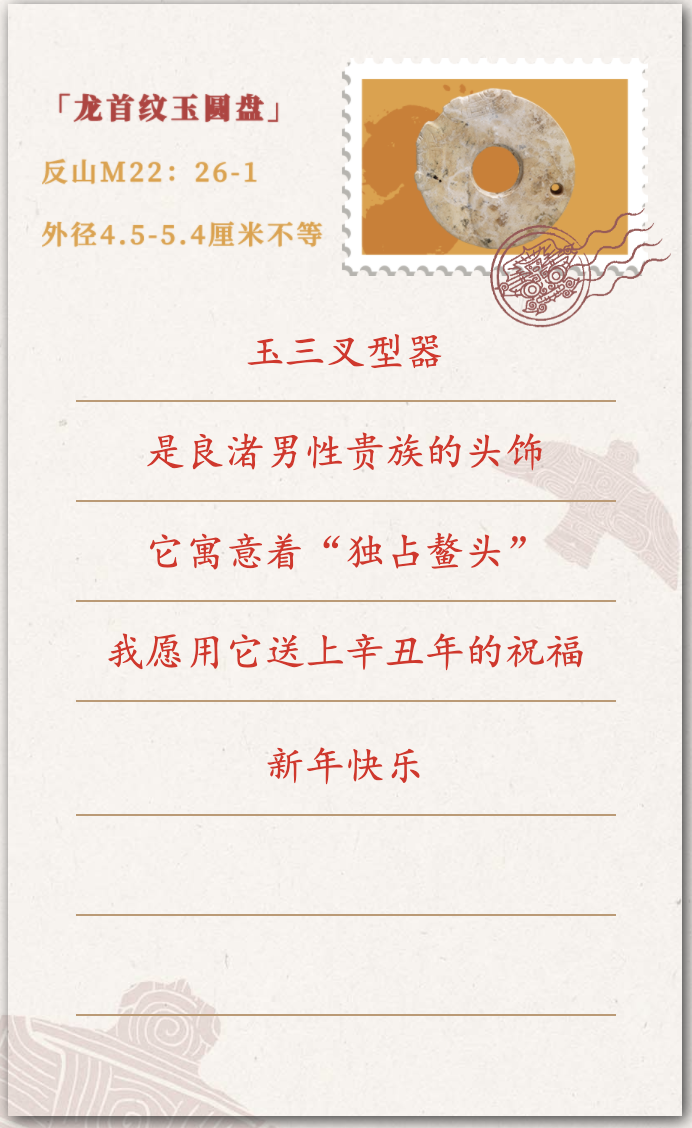 「龙首纹玉圆盘」
反山M22：26-1
外径4.5-5.4厘米不等
玉三叉型器
是良渚男性贵族的头饰
它寓意着“独占鳌头”
我愿用它送上辛丑年的祝福
新年快乐